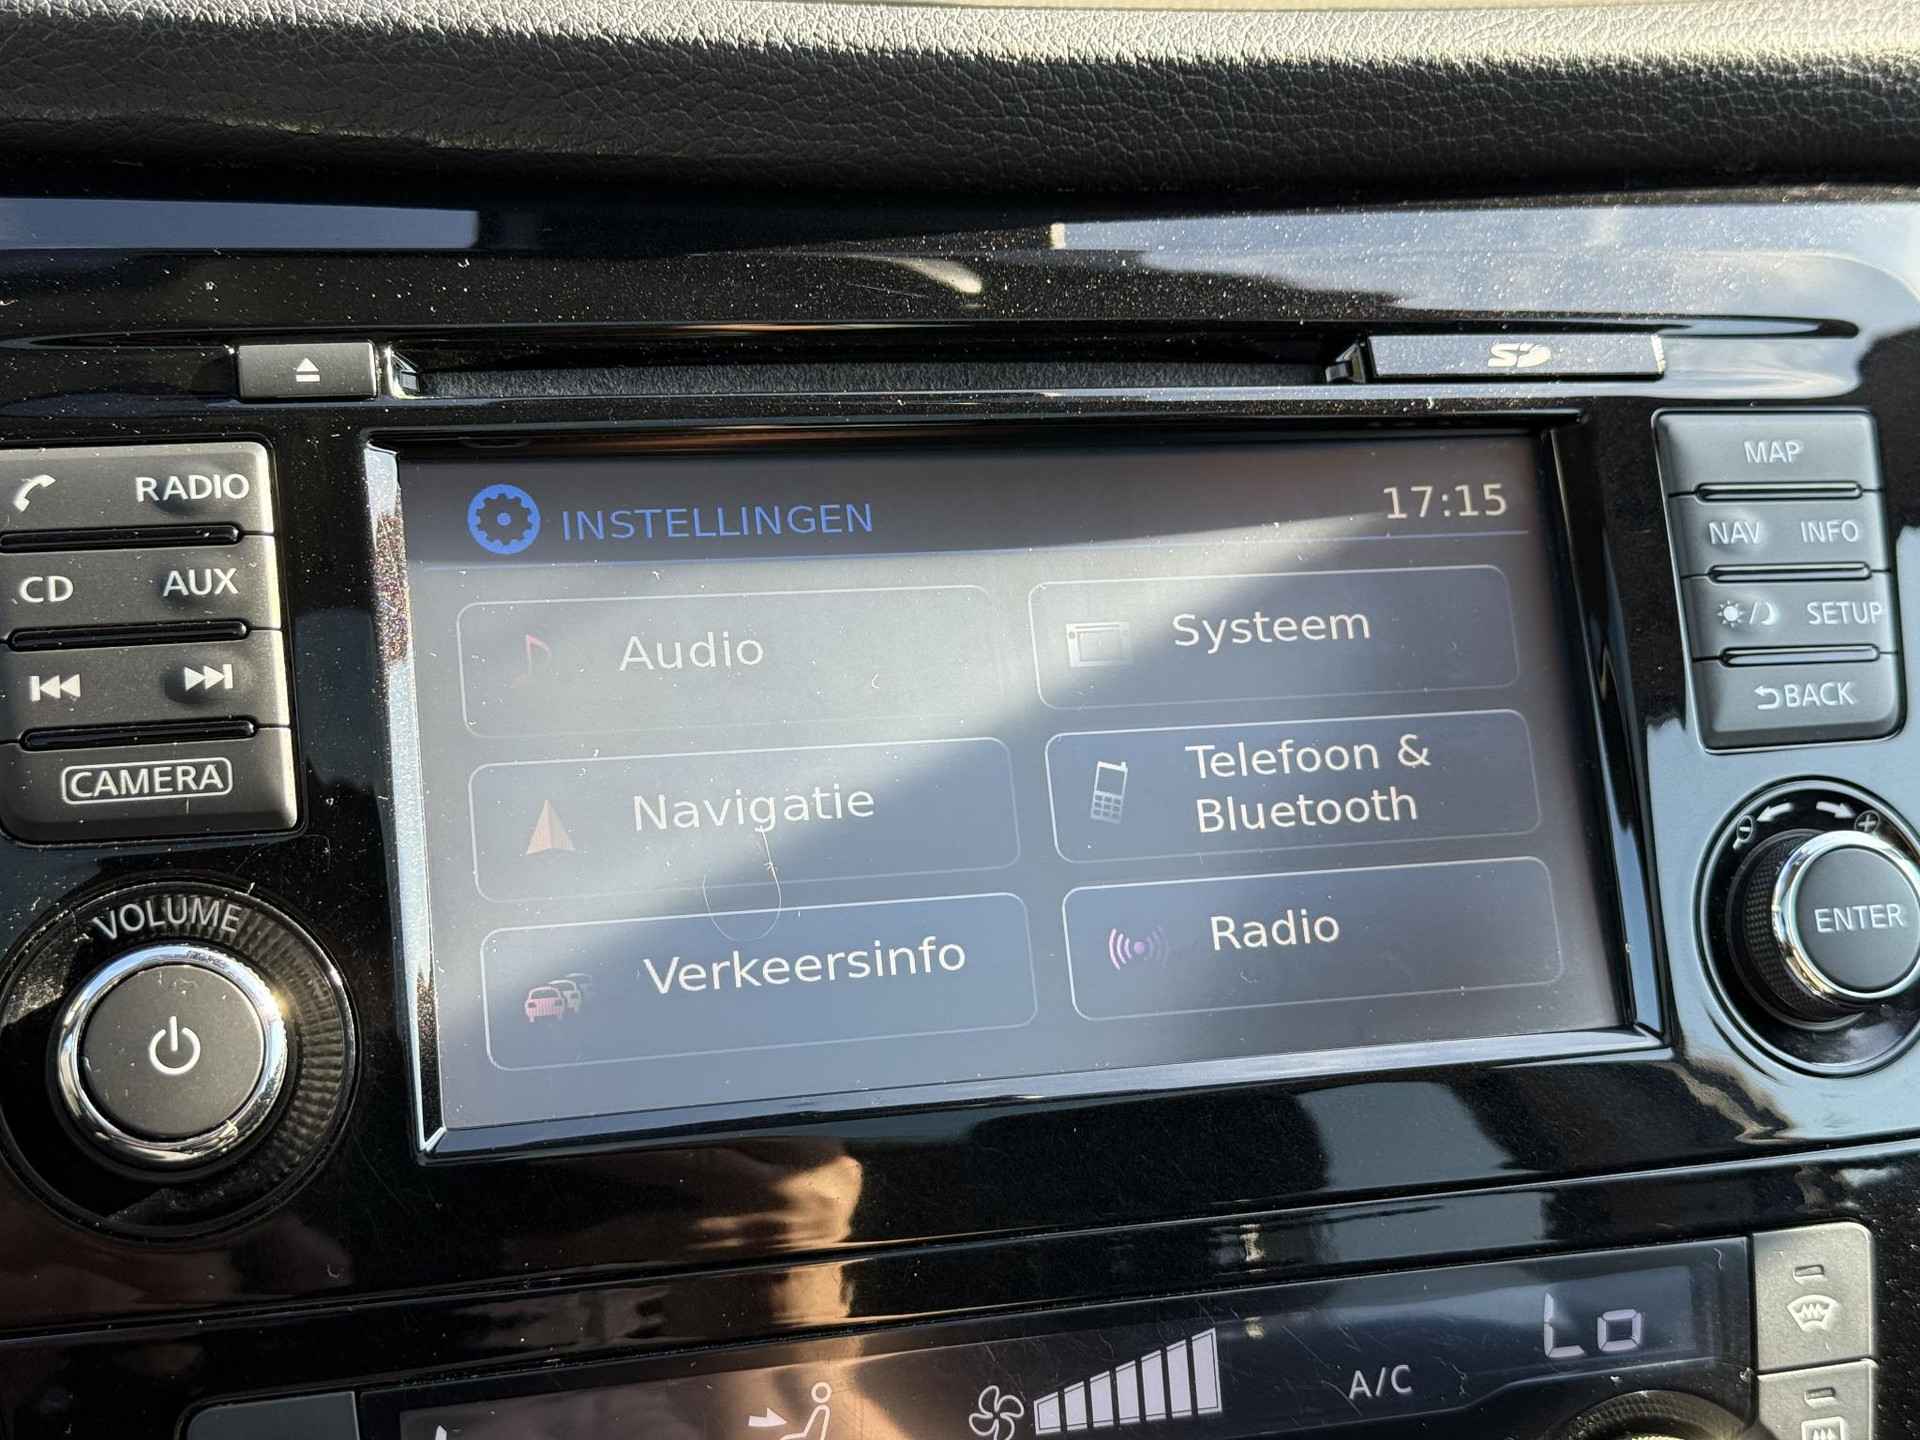 SD
RADIO
CD AUX
CAMERA
VOLUME
INSTELLINGEN
17:15
Audio
Systeem
Navigatie
Telefoon &
Bluetooth
Verkeersinfo
Radio
MAP
NAV INFO
SETUP
BACK
ENTER
A/C
Lo